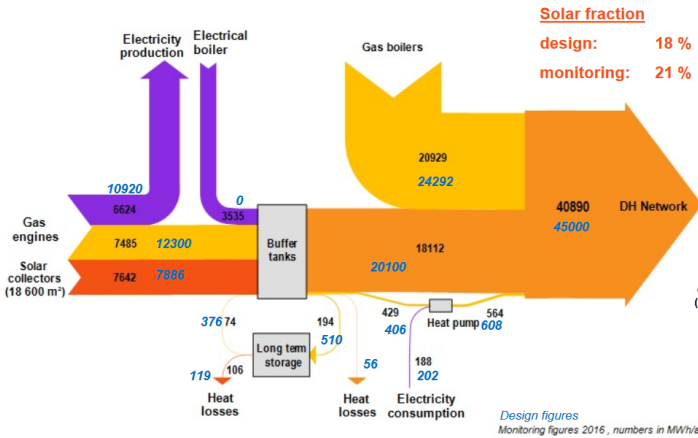 Solar fraction
design: 18 %
monitoring: 21 %
Electricity
production
Electrical
boiler
Gas boilers
10920
6624
0
3535
20929
24292
Gas
engines
7485 12300
Solar
collectors
(18 600 m²)
7642 7886
Buffer
tanks
18112
20100
40890
45000
DH Network
376 74
194
510
429
406
Heat pump
564
608
Long term
storage
119 106
56
188
202
Heat
losses
Heat
losses
Electricity
consumption
Design figures
Monitoring figures 2016 , numbers in MWh/a